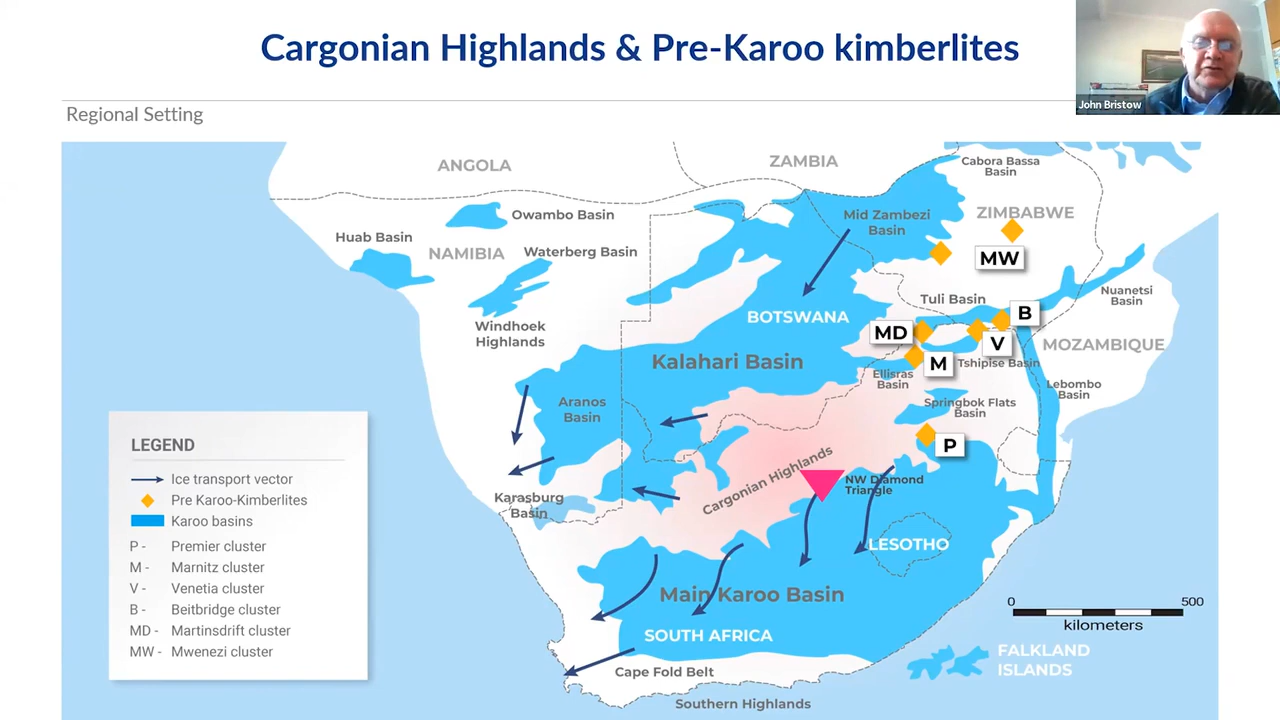 Cargonian Highlands & Pre-Karoo kimberlites
John Bristow
Regional Setting
ANGOLA
ZAMBIA
Cabora Bassa
Basin
Owambo Basin
Mid Zambezi
Basin
ZIMBABWE
Huab Basin
NAMIBIA
Waterberg Basin
MW
Tuli Basin
Nuanetsi
Basin
Windhoek
Highlands
BOTSWANA
B
MD
V
MOZAMBIQUE
Kalahari Basin
M
Tshipise Basin
Ellisras
Basin
Lebombo
Basin
Aranos
Basin
Springbok Flats
Basin
P
Cargonian Highlands
NW Diamond
Triangle
Karasburg
Basin
LESOTHO
Main Karoo Basin
SOUTH AFRICA
Cape Fold Belt
Southern Highlands
0
500
kilometers
FALKLAND
ISLANDS
LEGEND
Ice transport vector
Pre Karoo-Kimberlites
Karoo basins
P - Premier cluster
M - Marnitz cluster
V - Venetia cluster
B - Beitbridge cluster
MD - Martinsdrift cluster
MW - Mwenezi cluster